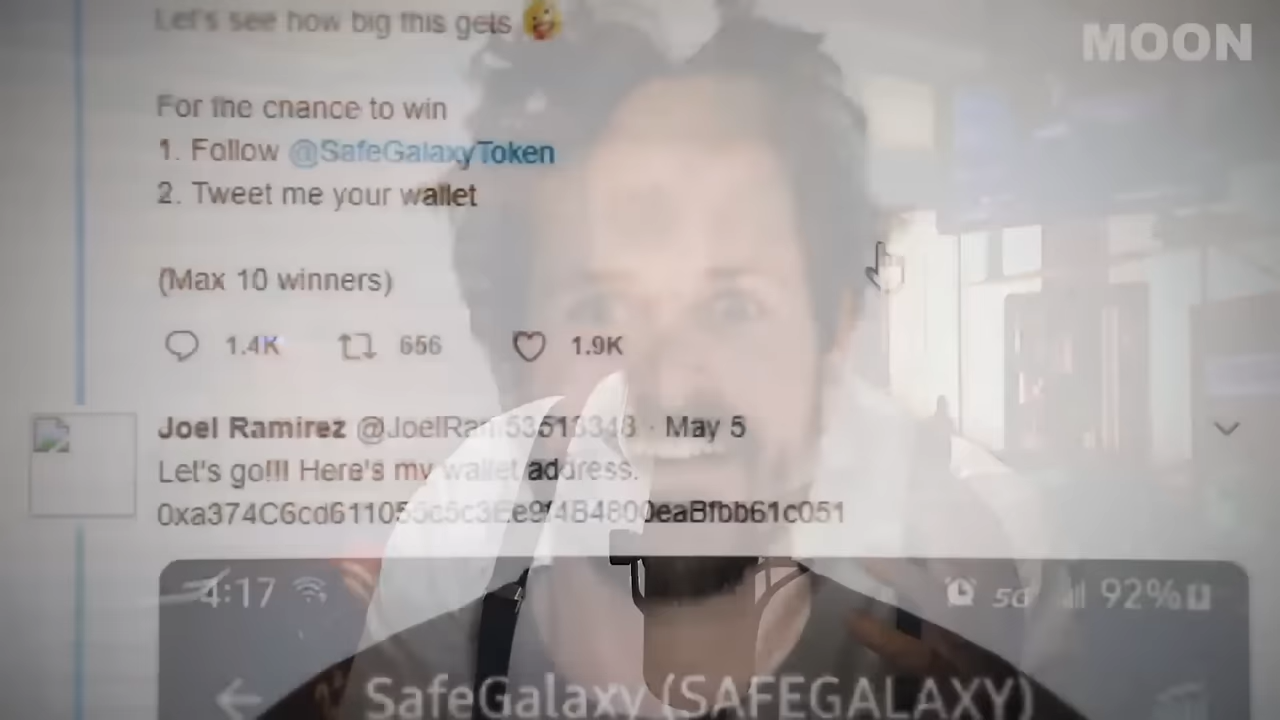 MOON
Let's see how big this gets 🤪
For the chance to win
1. Follow @SafeGalaxyToken
2. Tweet me your wallet
(Max 10 winners)
1.4K 656 1.9K
Joel Ramirez · May 5
Let's go!!! Here's my wallet address.
4:17 5G 92%
SafeGalaxy (SAFEGALAXY)